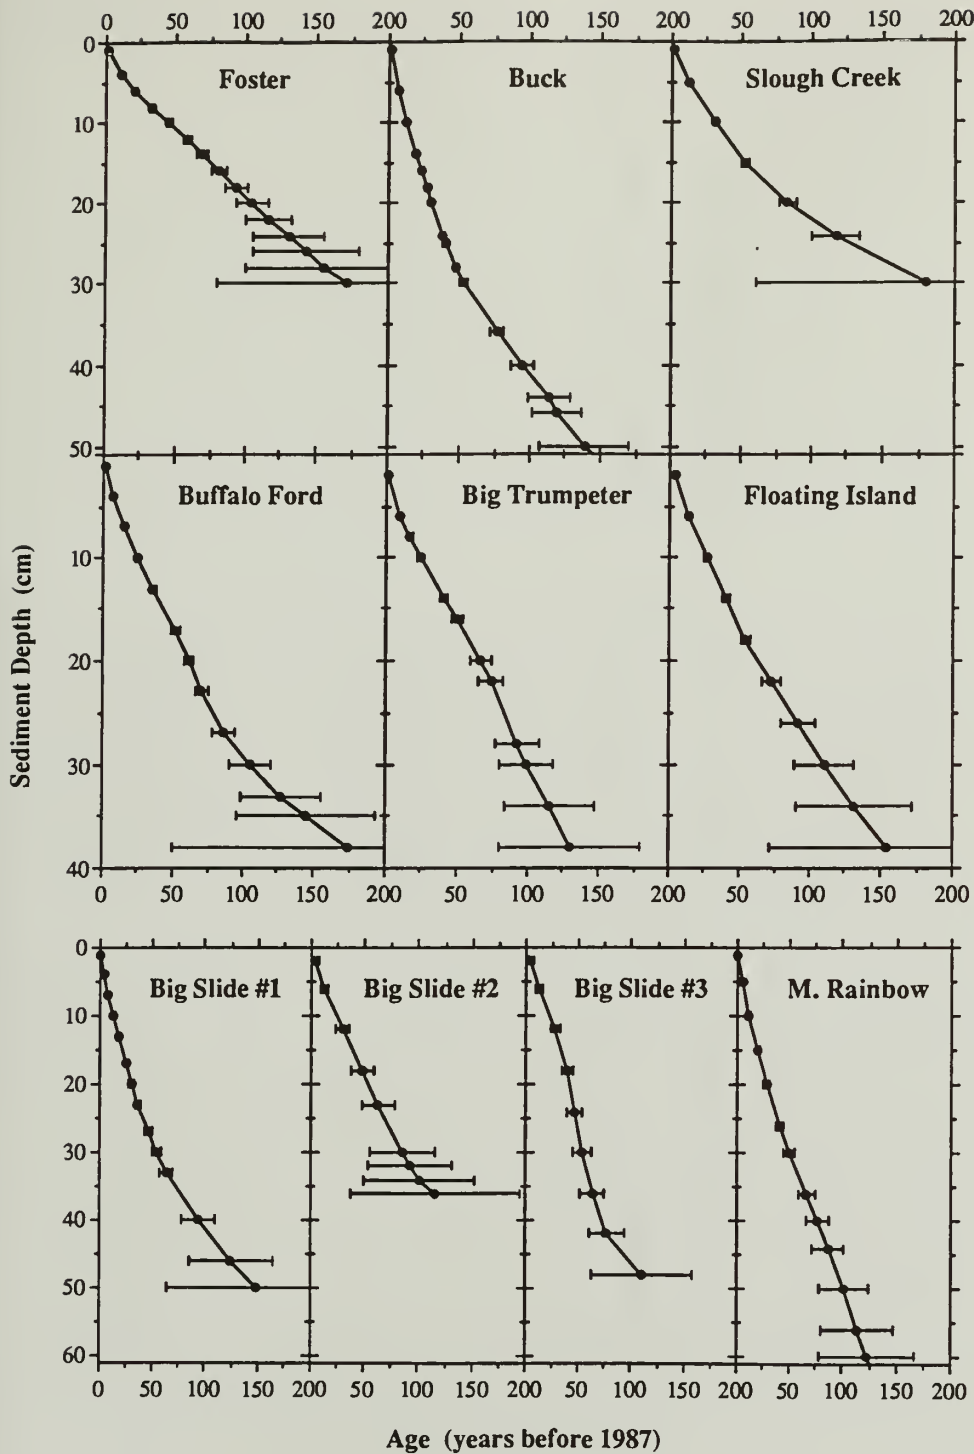 0 50 100 150 200 50 100 150 200 50 100 150 200
0
Foster Buck Slough Creek
10
20
30
40
50
Buffalo Ford Big Trumpeter Floating Island
10
20
30
40
0 50 100 150 200 50 100 150 200 50 100 150 200
Sediment Depth (cm)
0
Big Slide #1 Big Slide #2 Big Slide #3 M. Rainbow
10
20
30
40
50
60
0 50 100 150 200 50 100 150 200 50 100 150 200 50 100 150 200
Age (years before 1987)